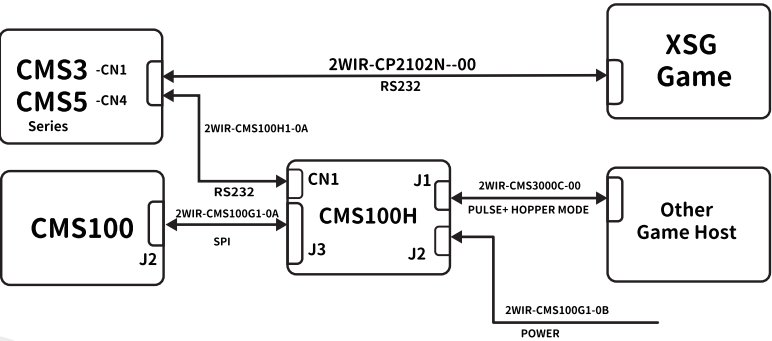 CMS3 -CN1
CMS5 -CN4
Series
2WIR-CP2102N--00
RS232
XSG
Game
2WIR-CMS100H1-0A
RS232
CMS100
J2
2WIR-CMS100G1-0A
SPI
CN1
J1
CMS100H
J3
J2
2WIR-CMS3000C-00
PULSE+ HOPPER MODE
Other
Game Host
2WIR-CMS100G1-0B
POWER